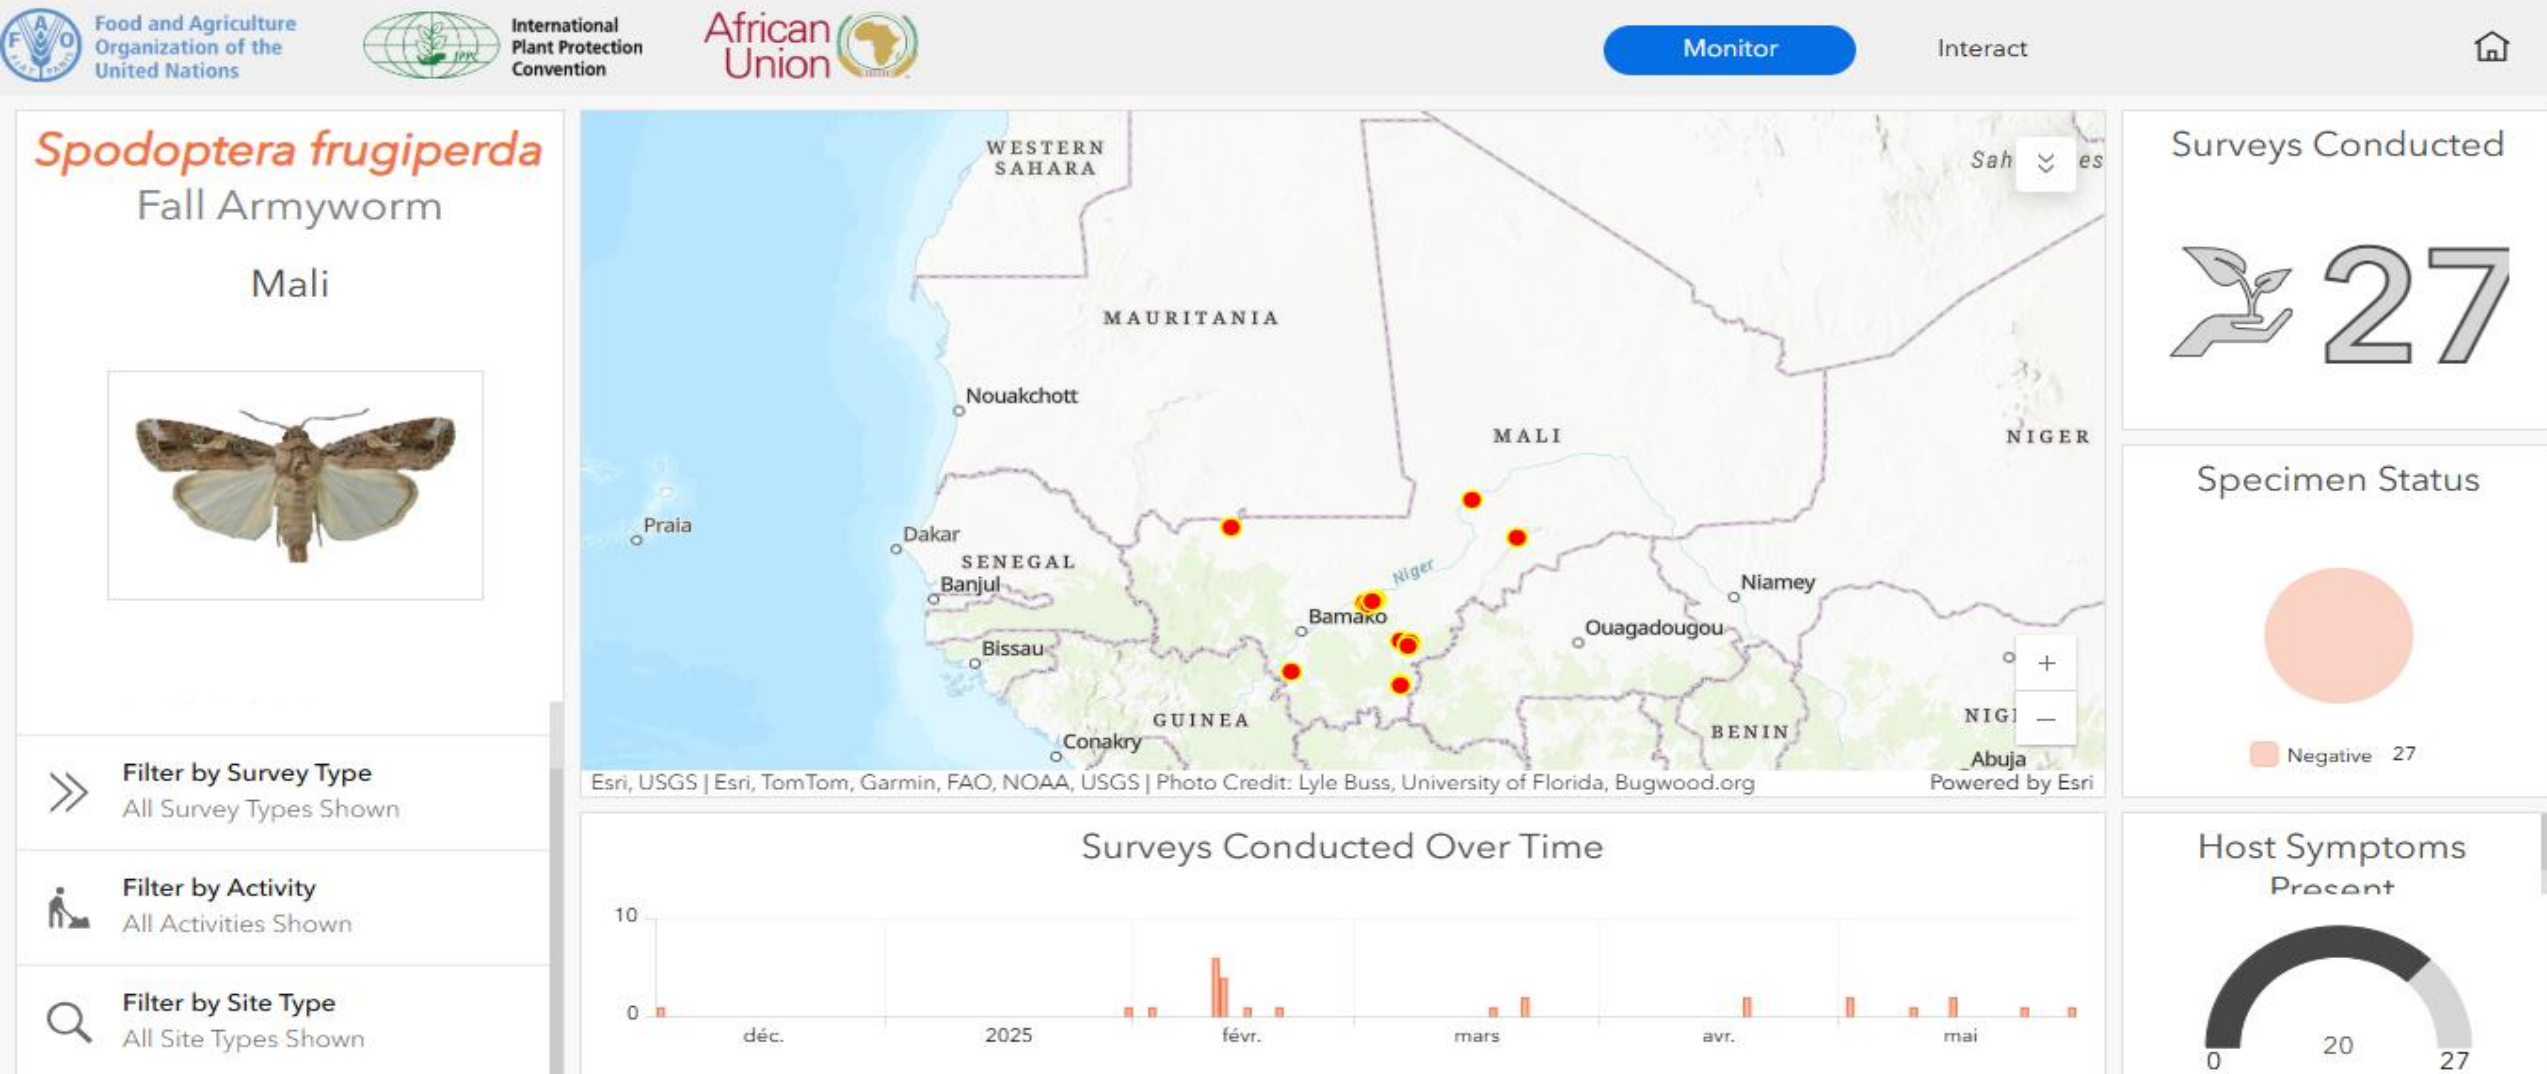 Food and Agriculture
Organization of the
United Nations
International
Plant Protection
Convention
African
Union
Monitor
Interact
Spodoptera frugiperda
Fall Armyworm
Mali
Filter by Survey Type
All Survey Types Shown
Filter by Activity
All Activities Shown
Filter by Site Type
All Site Types Shown
WESTERN
SAHARA
Sah
es
MAURITANIA
Nouakchott
MALI
NIGER
Praia
Dakar
SENEGAL
Banjul
Niger
Niamey
Bamako
Ouagadougou
Bissau
GUINEA
BENIN
NIGI
Conakry
Abuja
+
−
Esri, USGS | Esri, TomTom, Garmin, FAO, NOAA, USGS | Photo Credit: Lyle Buss, University of Florida, Bugwood.org
Powered by Esri
Surveys Conducted Over Time
10
0
déc.
2025
févr.
mars
avr.
mai
Surveys Conducted
27
Specimen Status
Negative 27
Host Symptoms
Present
20
0
27